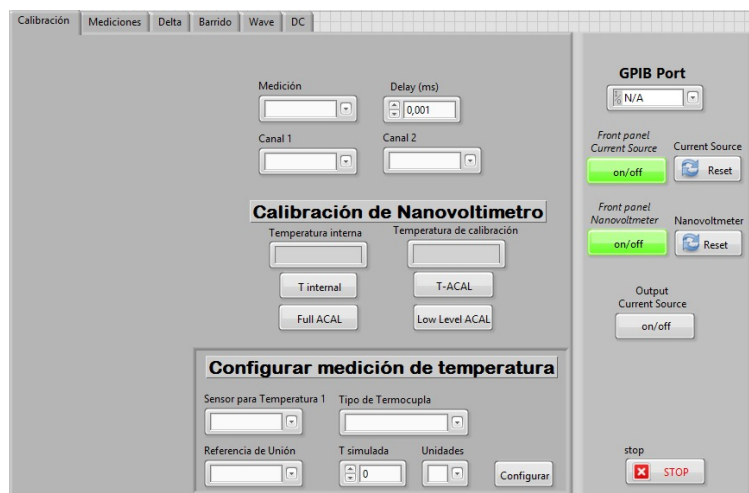 Calibración Mediciones Delta Barrido Wave DC
Medición Delay (ms)
0,001
Canal 1 Canal 2
Calibración de Nanovoltimetro
Temperatura interna Temperatura de calibración
T internal T-ACAL
Full ACAL Low Level ACAL
Configurar medición de temperatura
Sensor para Temperatura 1 Tipo de Termocupla
Referencia de Unión T simulada Unidades
0 Configurar
GPIB Port
N/A
Front panel
Current Source Current Source
on/off Reset
Front panel
Nanovoltmeter Nanovoltmeter
on/off Reset
Output
Current Source
on/off
stop
STOP